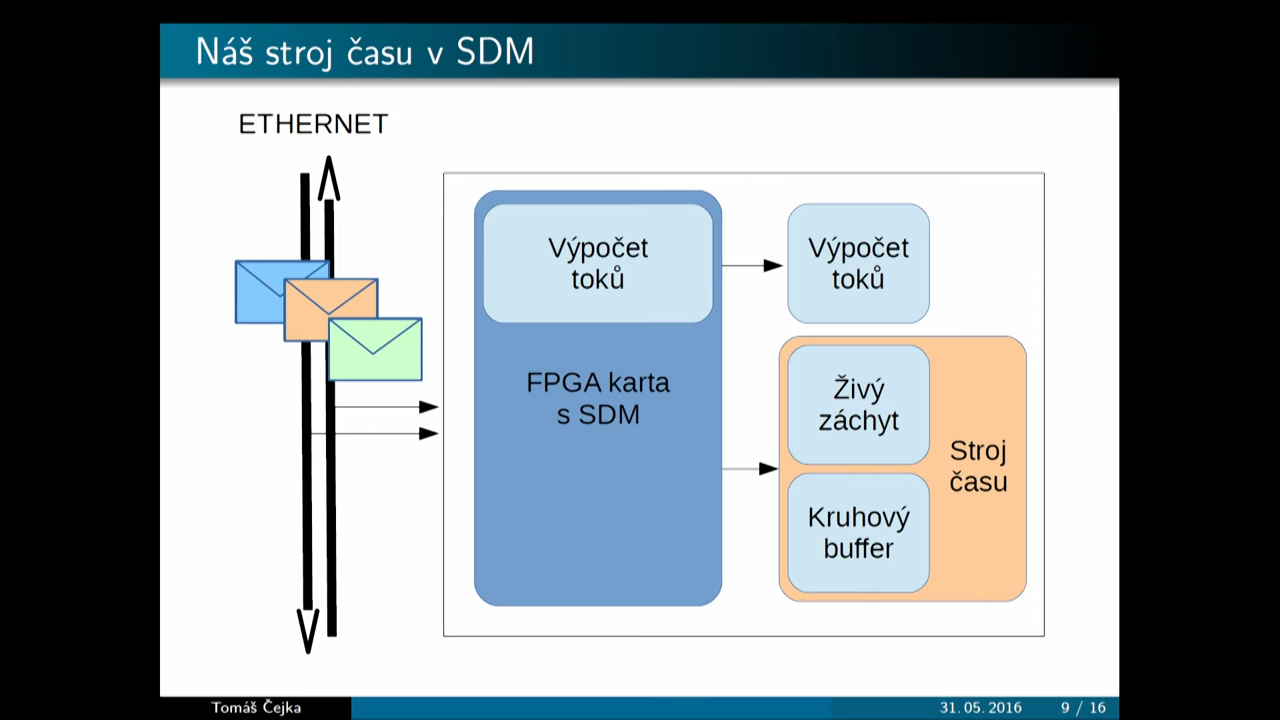 Náš stroj času v SDM
ETHERNET
Výpočet
toků
FPGA karta
s SDM
Výpočet
toků
Živý
záchyt
Kruhový
buffer
Stroj
času
Tomáš Čejka
31. 05. 2016
9 / 16